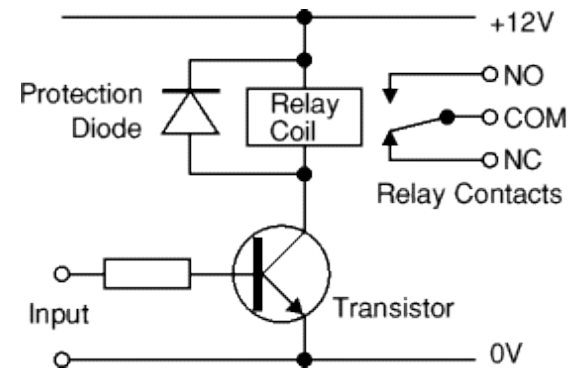 +12V
Protection
Diode
Relay
Coil
NO
COM
NC
Relay Contacts
Input
Transistor
0V